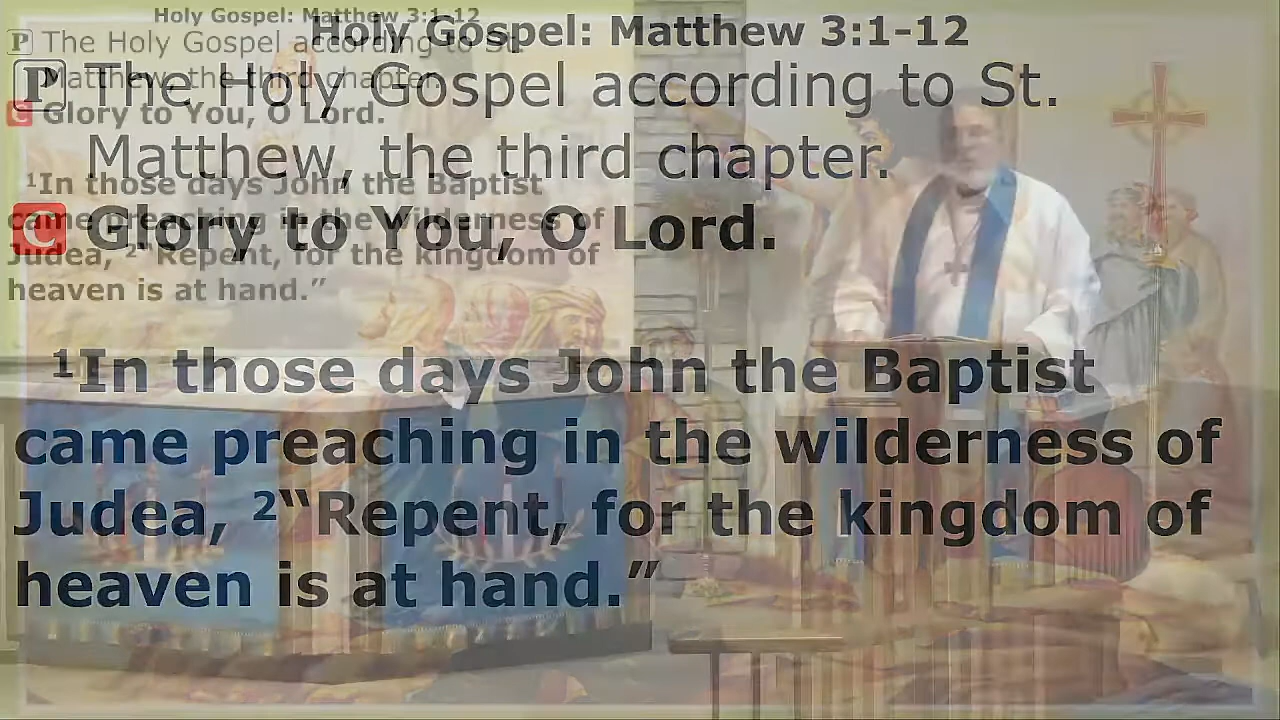 Holy Gospel: Matthew 3:1-12
P The Holy Gospel according to St.
Matthew, the third chapter.
C Glory to You, O Lord.
¹In those days John the Baptist
came preaching in the wilderness of
Judea, ²“Repent, for the kingdom of
heaven is at hand.”
Holy Gospel: Matthew 3:1-12
P The Holy Gospel according to St.
Matthew, the third chapter.
C Glory to You, O Lord.
¹In those days John the Baptist
came preaching in the wilderness of
Judea, ²“Repent, for the kingdom of
heaven is at hand.”